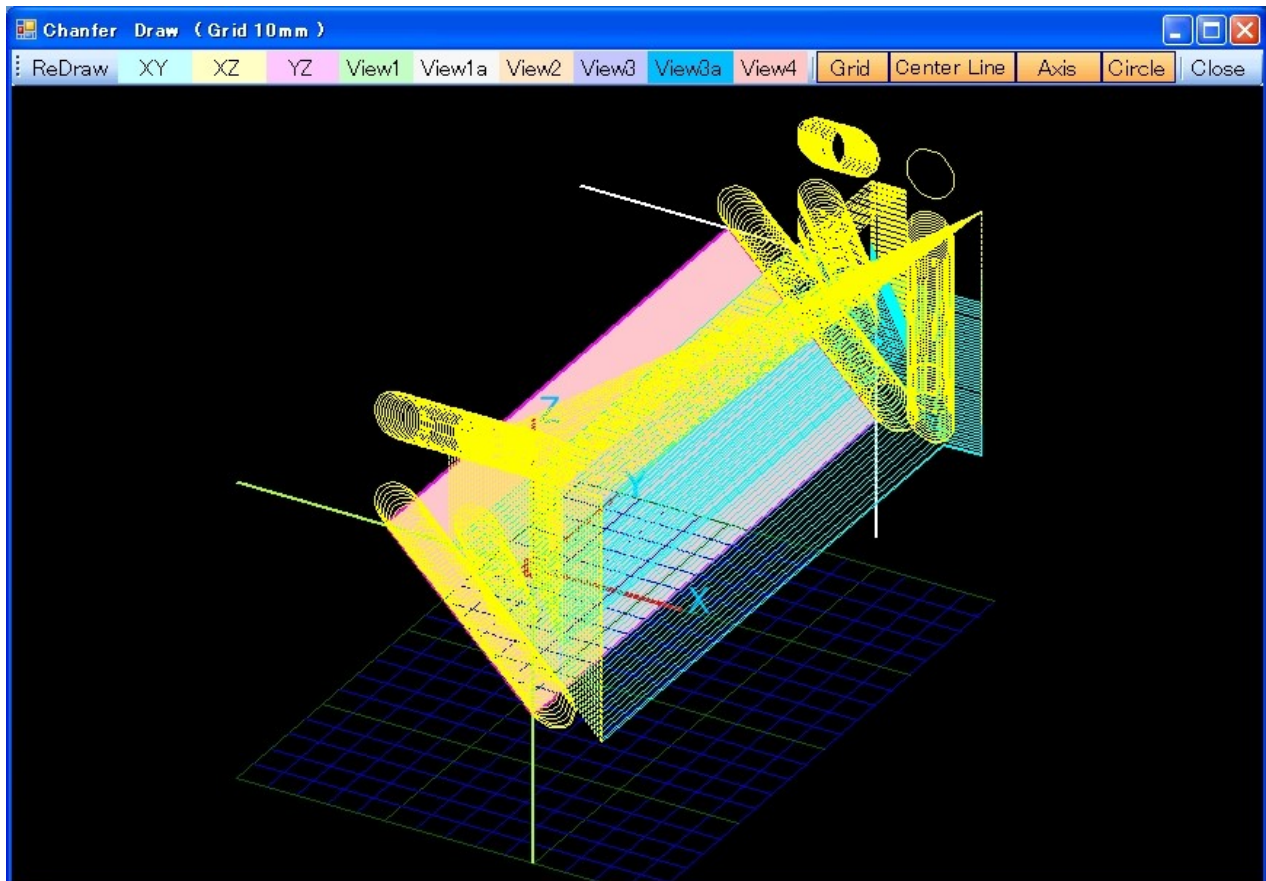 Chanfer Draw ( Grid 10mm )
ReDraw XY XZ YZ View1 View1a View2 View3 View3a View4 Grid Center Line Axis Circle Close
Z
Y
X